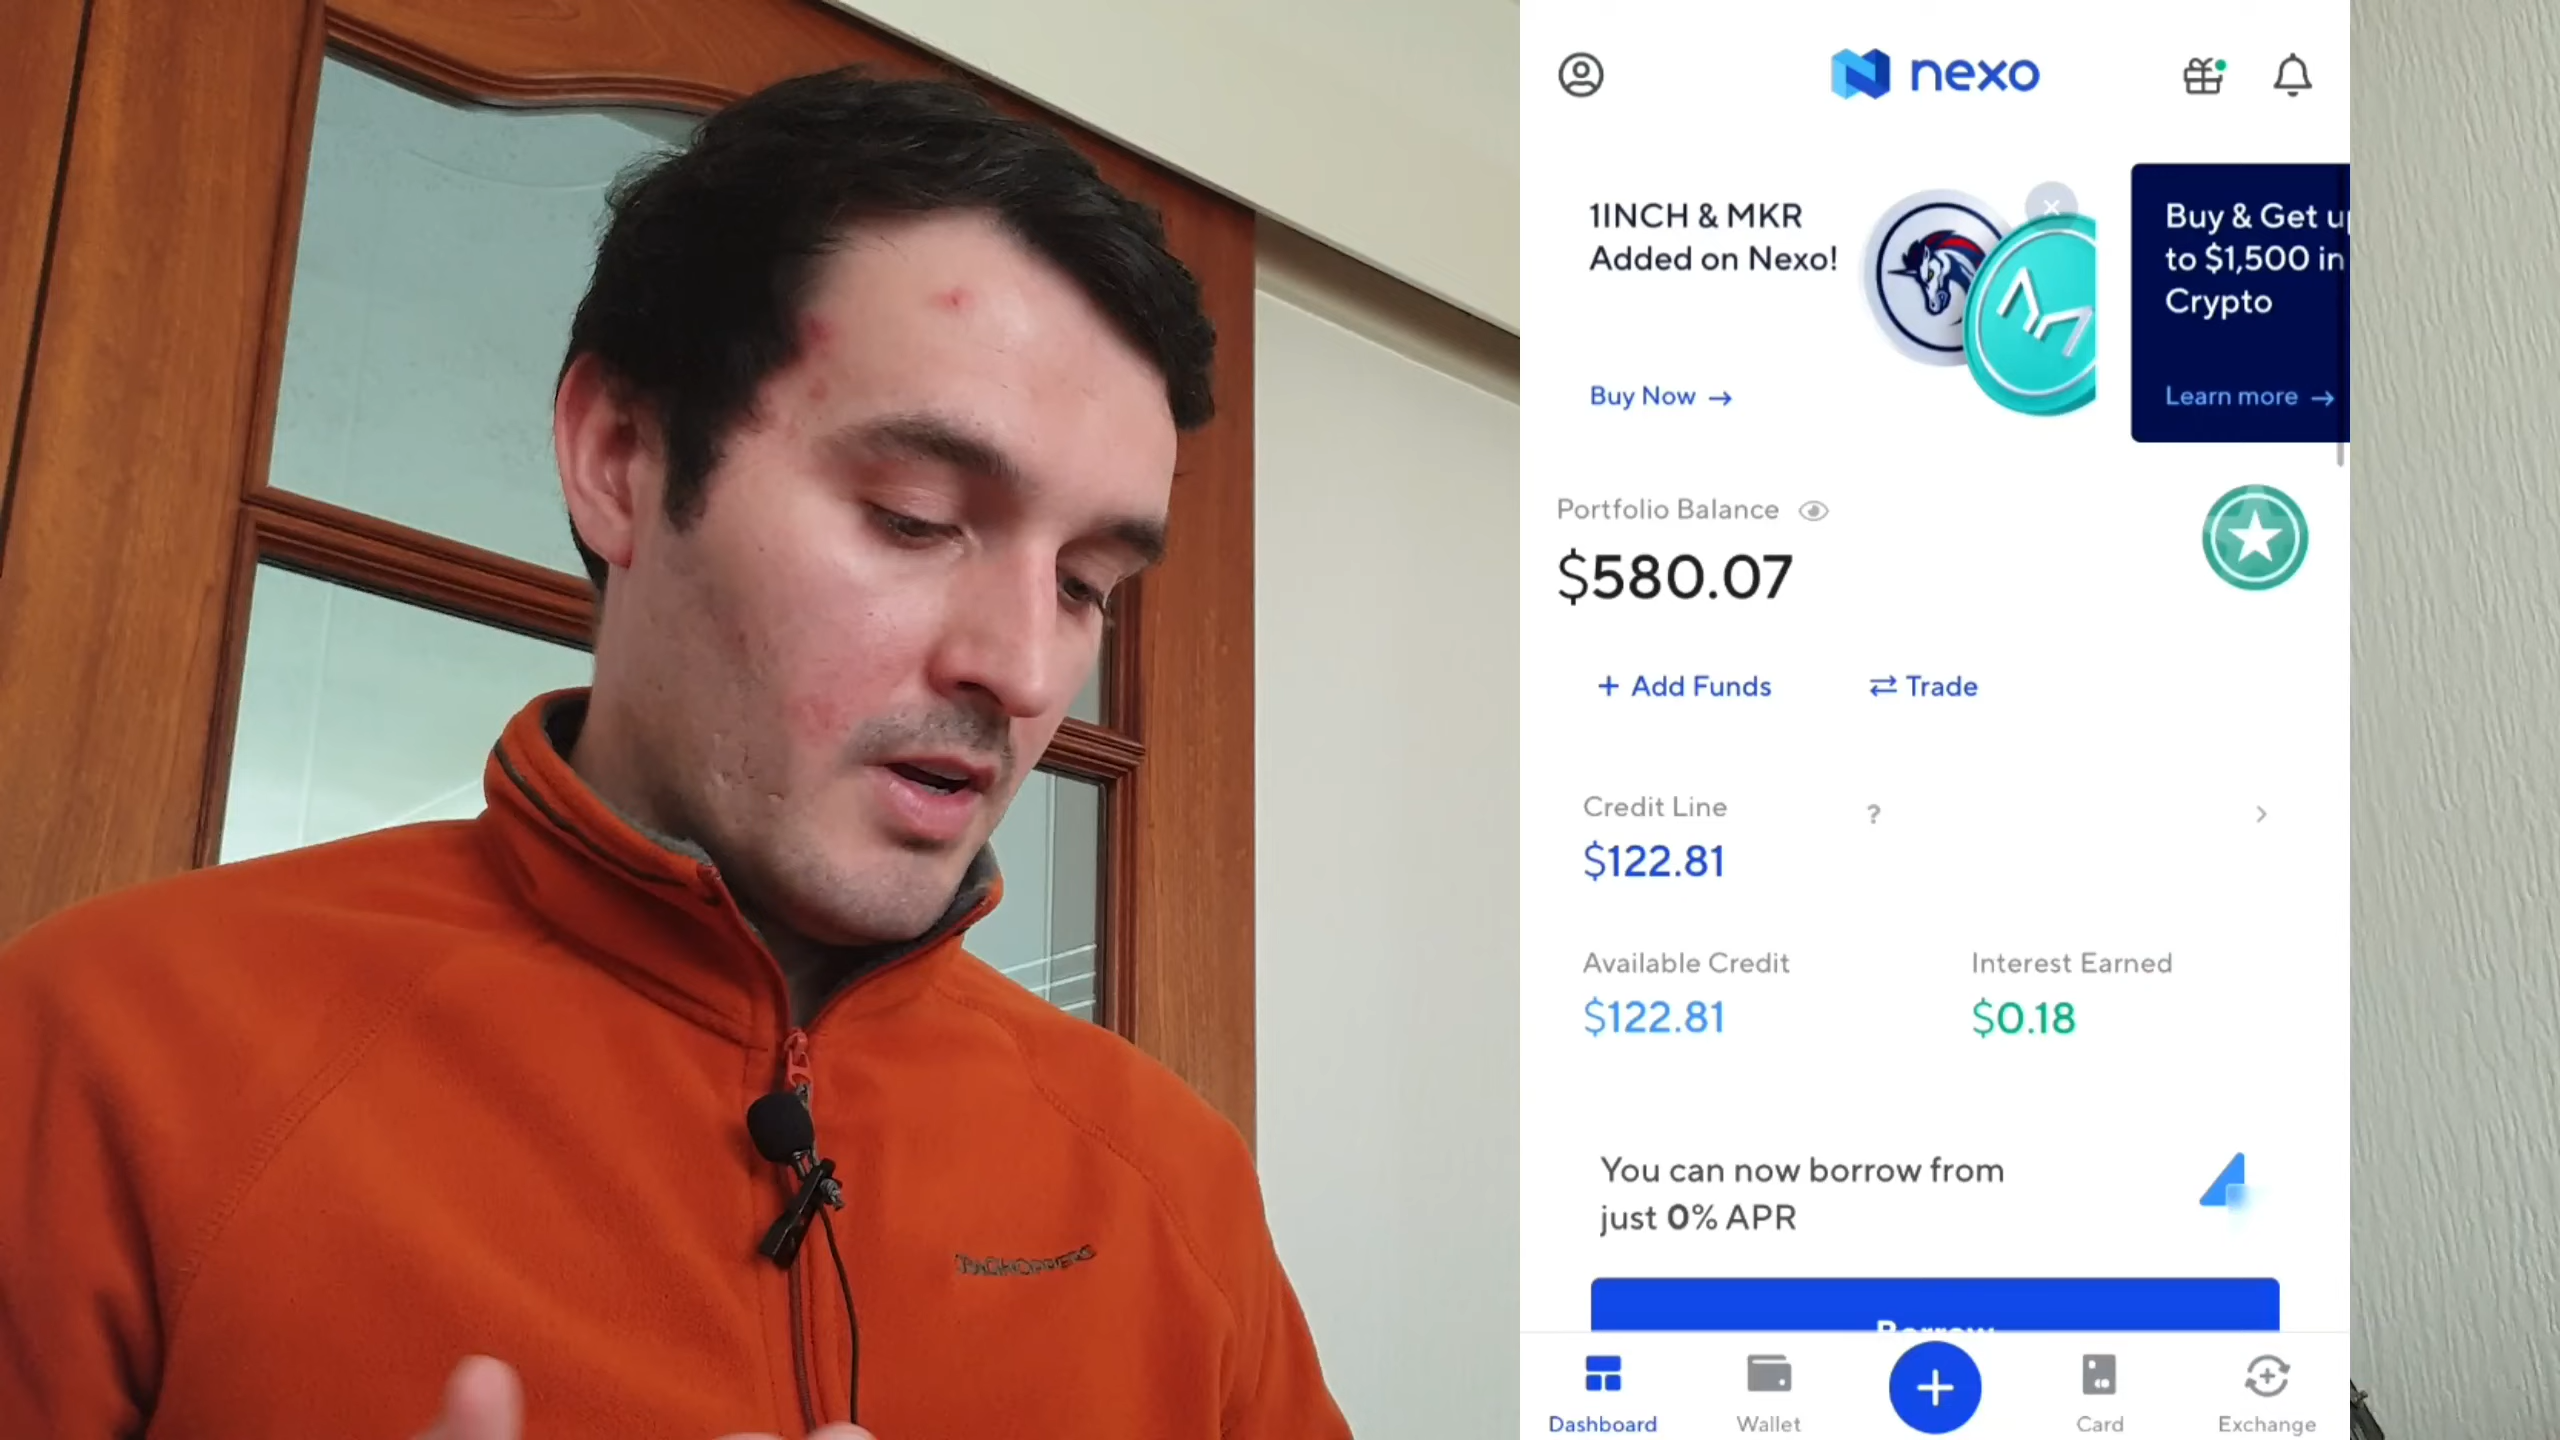 nexo
1INCH & MKR
Added on Nexo!
Buy Now →
Buy & Get
to $1,500 in
Crypto
Learn more →
Portfolio Balance
$580.07
+ Add Funds
Trade
Credit Line
?
$122.81
Available Credit
$122.81
Interest Earned
$0.18
You can now borrow from
just 0% APR
Borrow
Dashboard
Wallet
Card
Exchange